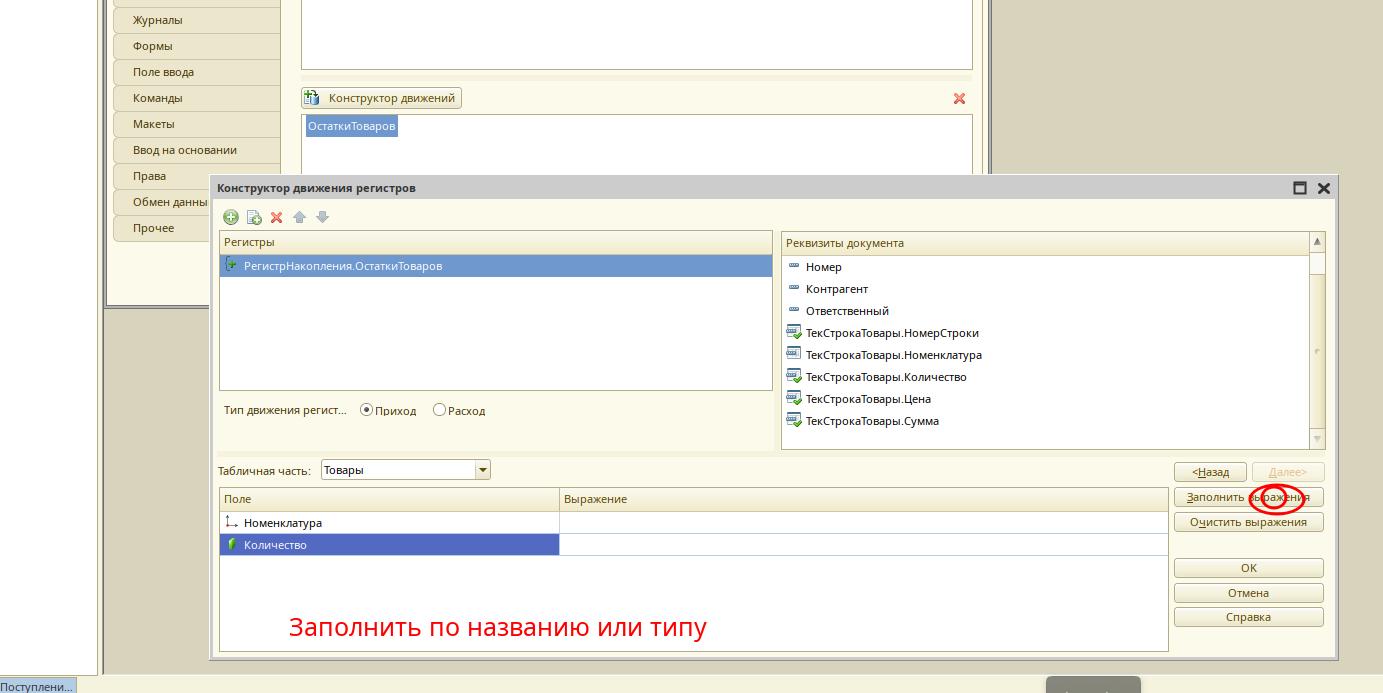 Журналы
Формы
Поле ввода
Команды
Макеты
Ввод на основании
Права
Обмен данны
Прочее
Конструктор движений
ОстаткиТоваров
Конструктор движения регистров
Регистры
РегистрНакопления.ОстаткиТоваров
Реквизиты документа
Номер
Контрагент
Ответственный
ТекСтрокаТовары.НомерСтроки
ТекСтрокаТовары.Номенклатура
ТекСтрокаТовары.Количество
ТекСтрокаТовары.Цена
ТекСтрокаТовары.Сумма
Тип движения регист... Приход Расход
Табличная часть: Товары
<Назад Далее>
Поле Выражение
Номенклатура
Количество
Заполнить выражения
Очистить выражения
OK
Отмена
Справка
Заполнить по названию или типу
Поступлени...